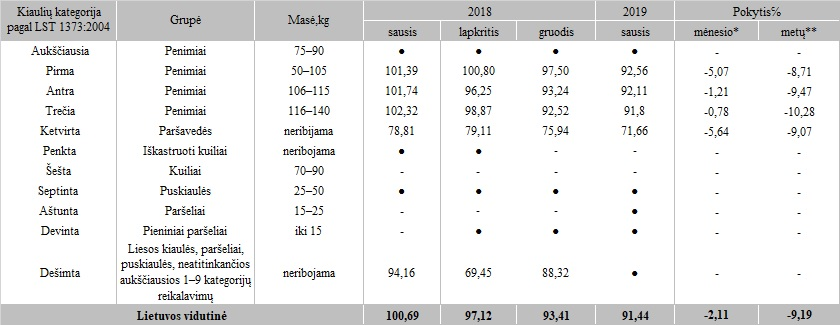 Kiaulių kategorija pagal LST 1373:2004 Grupė Masė,kg 2018 2019 Pokytis%
sausis lapkritis gruodis sausis mėnesio* metų**
Aukščiausia Penimiai 75–90 ● ● ● ● - -
Pirma Penimiai 50–105 101,39 100,80 97,50 92,56 -5,07 -8,71
Antra Penimiai 106–115 101,74 96,25 93,24 92,11 -1,21 -9,47
Trečia Penimiai 116–140 102,32 98,87 92,52 91,8 -0,78 -10,28
Ketvirta Paršavedės neribijama 78,81 79,11 75,94 71,66 -5,64 -9,07
Penkta Iškastruoti kuiliai neribojama ● ● - - - -
Šešta Kuiliai 70–90 - - - - - -
Septinta Puskiaulės 25–50 ● ● ● ● - -
Aštunta Paršeliai 15–25 - - - ● - -
Devinta Pieniniai paršeliai iki 15 - ● ● ● - -
Dešimta Liesos kiaulės, paršeliai,
puskiaulės, neatitinkančios
aukščiausios 1–9 kategorijų
reikalavimų neribojama 94,16 69,45 88,32 ● - -
Lietuvos vidutinė 100,69 97,12 93,41 91,44 -2,11 -9,19